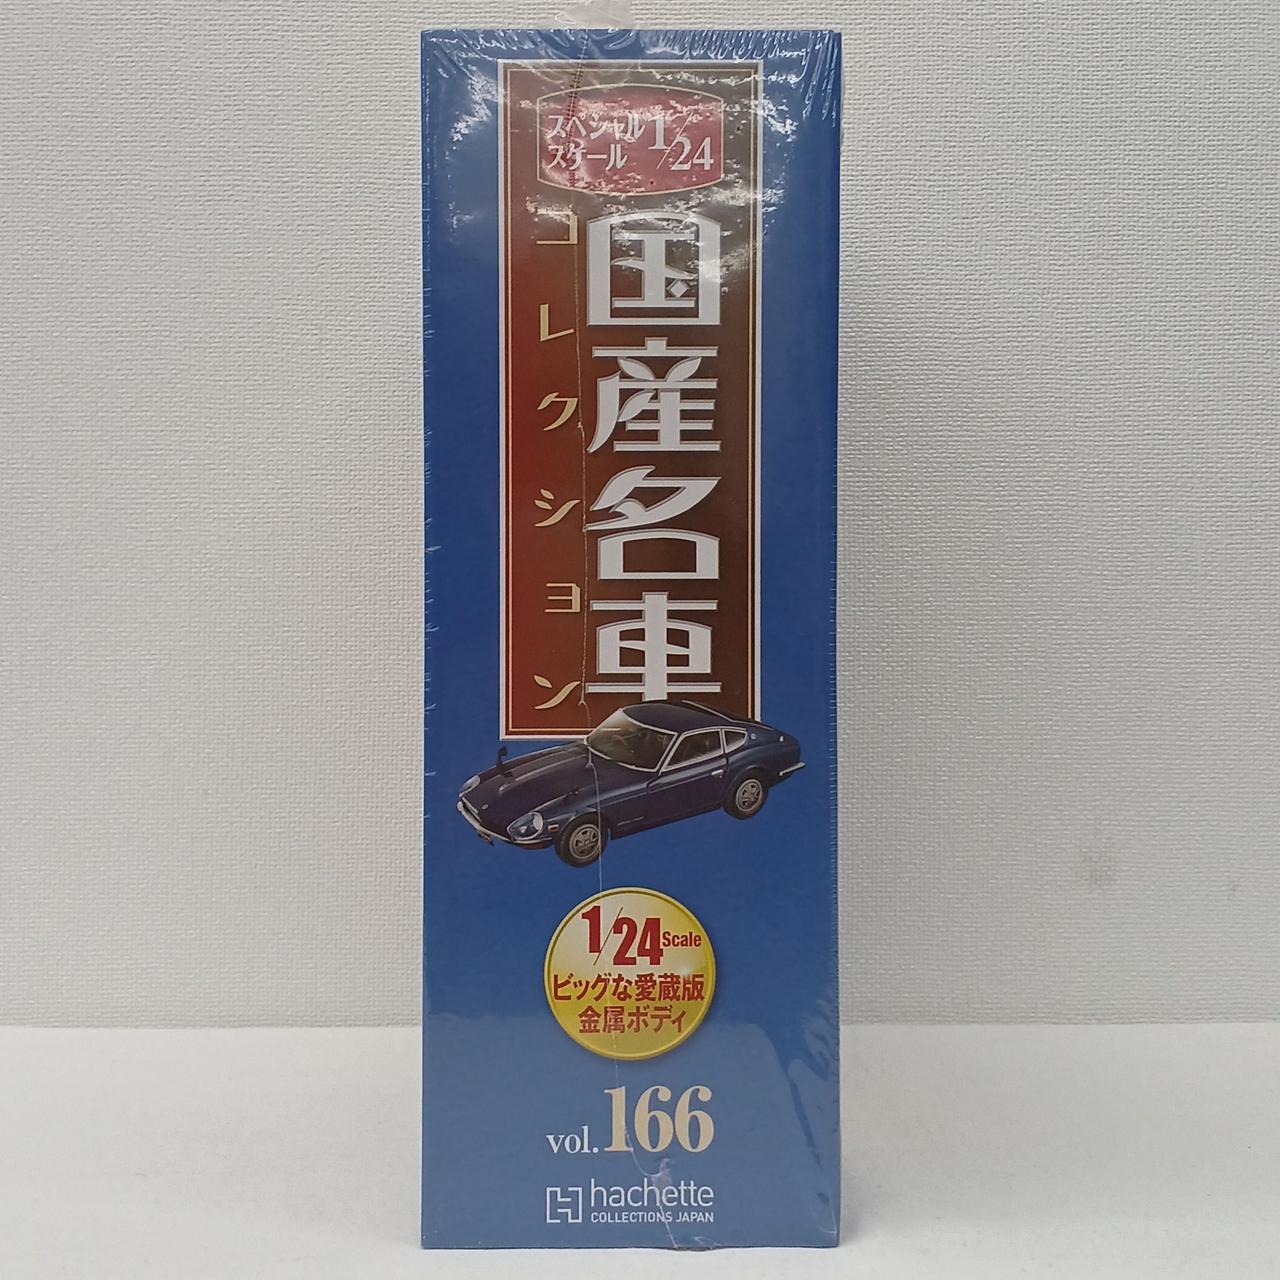 スペシャル
スケール
1/24
国産名車
コレクション
1/24 Scale
ビッグな愛蔵版
金属ボディ
vol.166
hachette
COLLECTIONS JAPAN